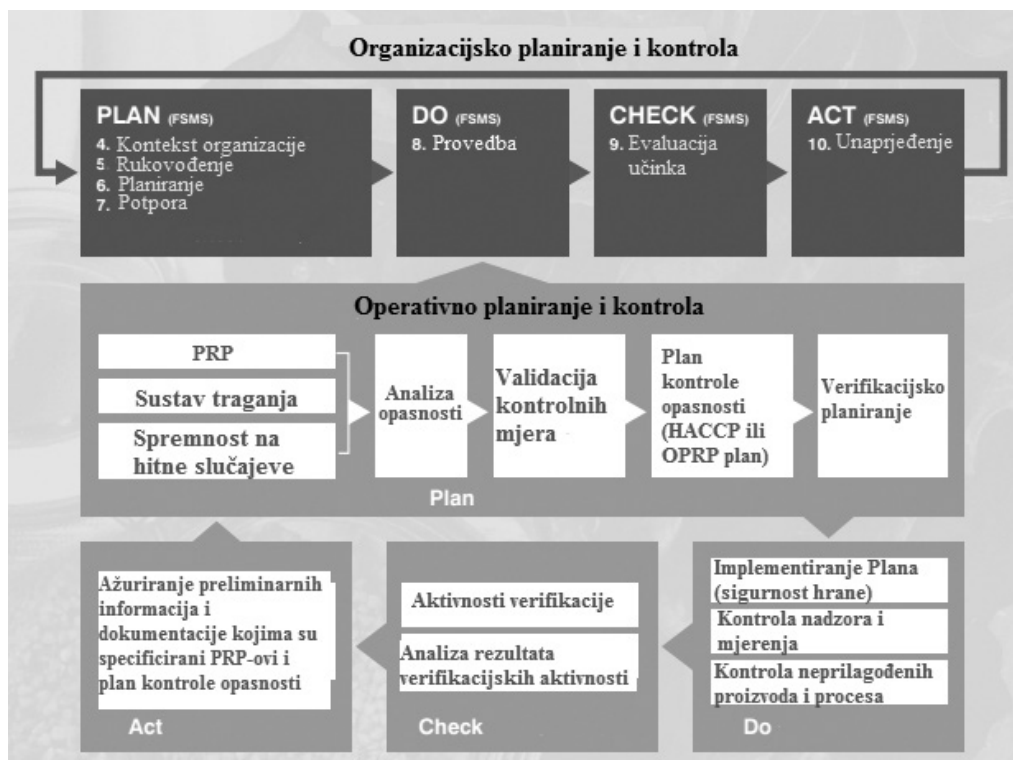 Organizacijsko planiranje i kontrola
PLAN (FSMS)
4. Kontekst organizacije
5. Rukovođenje
6. Planiranje
7. Potpora
DO (FSMS)
8. Provedba
CHECK (FSMS)
9. Evaluacija
učinka
ACT (FSMS)
10. Unaprjeđenje
Operativno planiranje i kontrola
PRP
Sustav traganja
Spremnost na
hitne slučajeve
Analiza
opasnosti
Validacija
kontrolnih
mjera
Plan
kontrole
opasnosti
(HACCP ili
OPRP plan)
Verifikacijsko
planiranje
Plan
Implementiranje Plana
(sigurnost hrane)
Kontrola nadzora i
mjerenja
Kontrola neprilagođenih
proizvoda i procesa
Do
Aktivnosti verifikacije
Analiza rezultata
verifikacijskih aktivnosti
Check
Ažuriranje preliminarnih
informacija i
dokumentacije kojima su
specificirani PRP-ovi i
plan kontrole opasnosti
Act